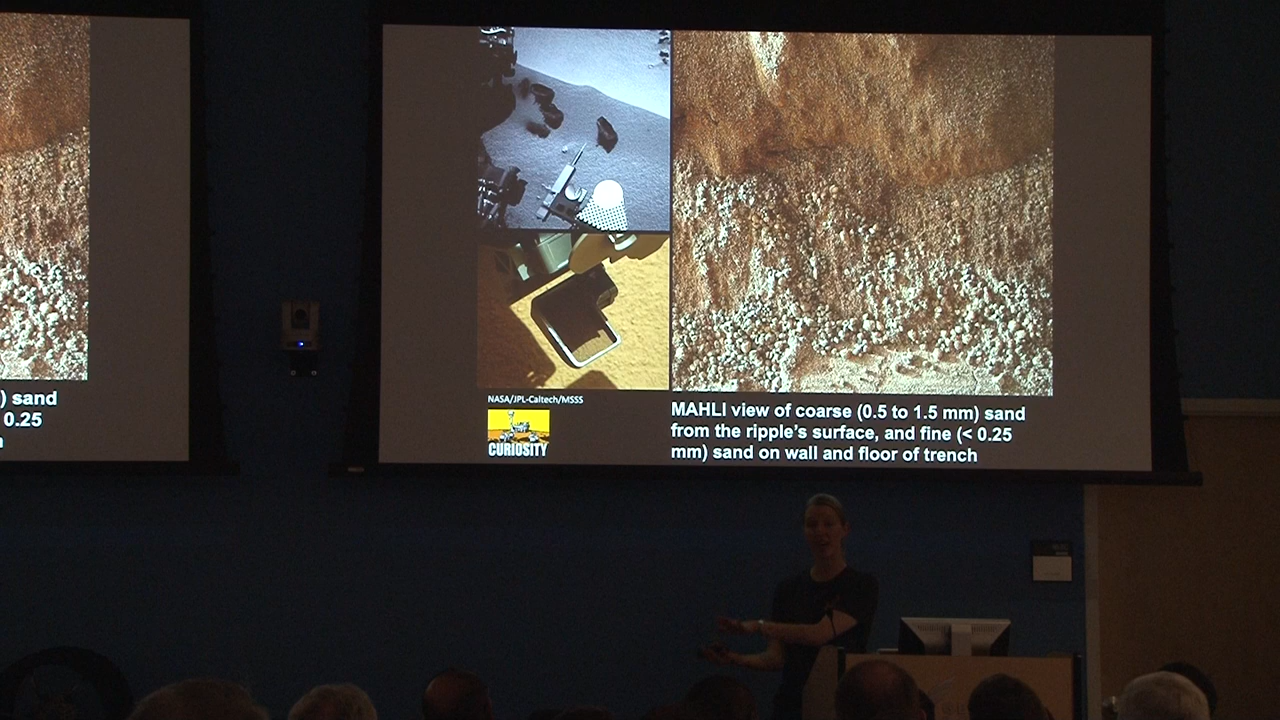 ) sand
0.25
NASA/JPL-Caltech/MSSS
CURIOSITY
MAHLI view of coarse (0.5 to 1.5 mm) sand
from the ripple's surface, and fine (< 0.25
mm) sand on wall and floor of trench